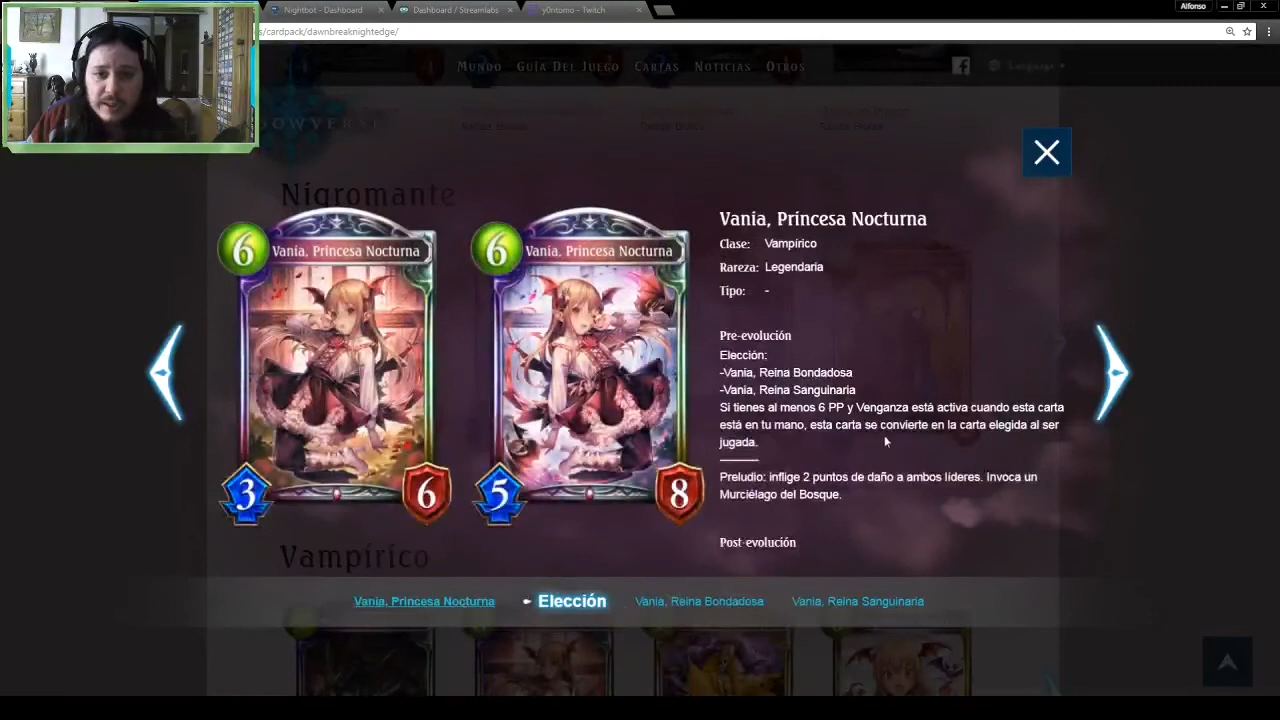 Nightbot - Dashboard
Dashboard / Streamlabs
y0ntomo - Twitch
Alfonso
s/cardpack/dawnbreaknightedge/
Mundo Guía Del Juego Cartas Noticias Otros
Language
OWVERSE
Nigromante
6 Vania, Princesa Nocturna
3 6
6 Vania, Princesa Nocturna
5 8
Vania, Princesa Nocturna
Clase: Vampírico
Rareza: Legendaria
Tipo: -
Pre-evolución
Elección:
-Vania, Reina Bondadosa
-Vania, Reina Sanguinaria
Si tienes al menos 6 PP y Venganza está activa cuando esta carta
está en tu mano, esta carta se convierte en la carta elegida al ser
jugada.
Preludio: inflige 2 puntos de daño a ambos líderes. Invoca un
Murciélago del Bosque.
Post-evolución
Vampírico
Vania, Princesa Nocturna Elección Vania, Reina Bondadosa Vania, Reina Sanguinaria